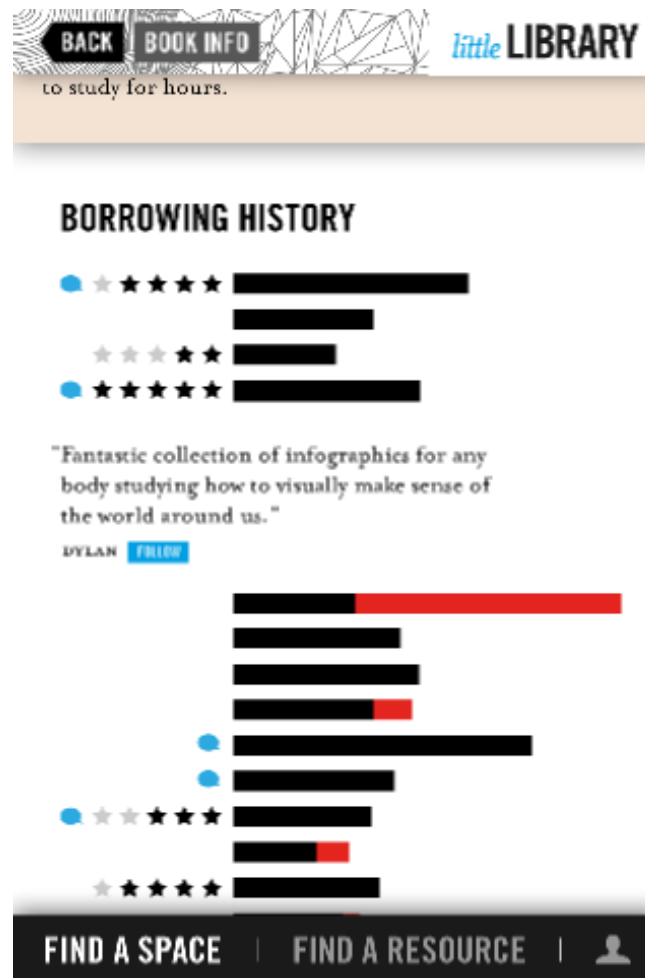 BACK BOOK INFO little LIBRARY
to study for hours.
BORROWING HISTORY
"Fantastic collection of infographics for any
body studying how to visually make sense of
the world around us."
DYLAN FOLLOW
FIND A SPACE | FIND A RESOURCE |